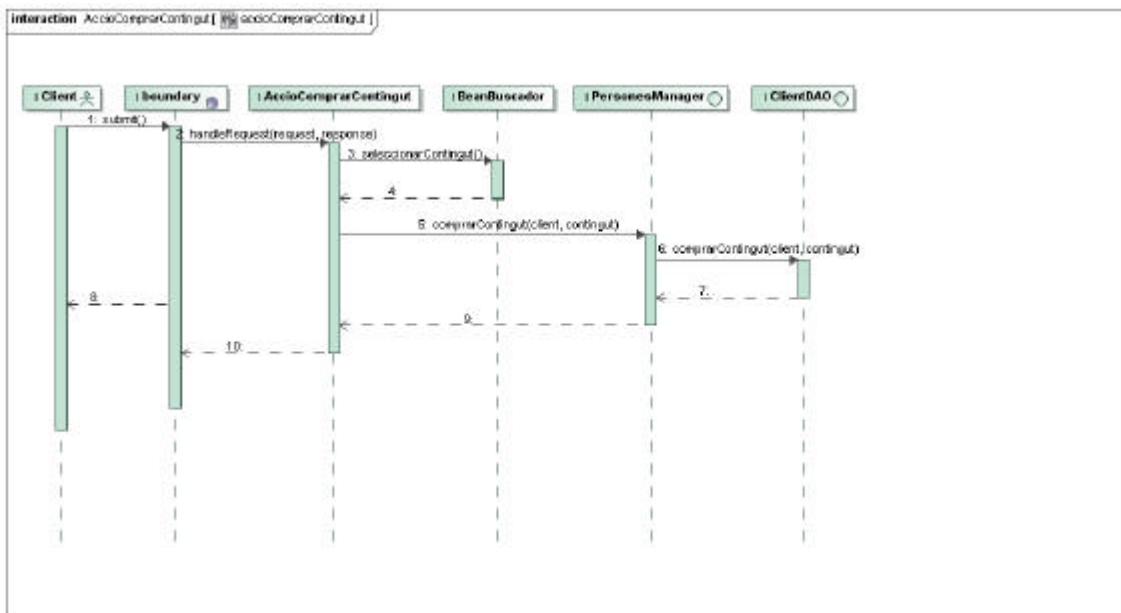 interaction AccioComprarContingut [ accioComprarContingut ]
: Client
: boundary
: AccioComprarContingut
: BeanBuscador
: PersonesManager
: ClientDAO
1: submit()
2: handleRequest(request, response)
3: seleccionarContingut()
4:
5: comprarContingut(client, contingut)
6: comprarContingut(client, contingut)
7:
8:
9:
10: